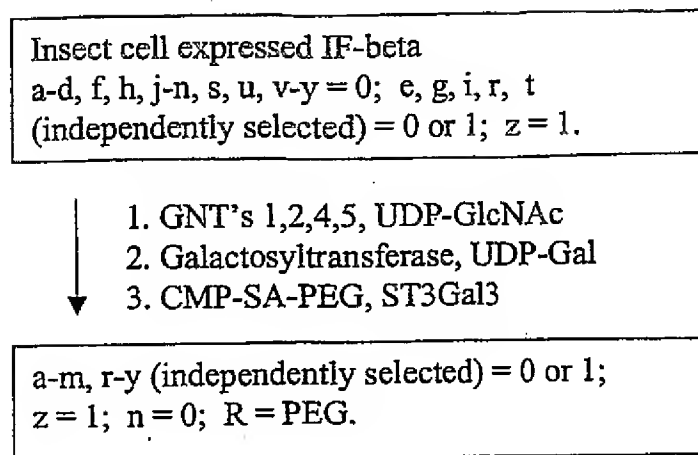 Insect cell expressed IF-beta
a-d, f, h, j-n, s, u, v-y = 0; e, g, i, r, t
(independently selected) = 0 or 1; z = 1.
1. GNT's 1,2,4,5, UDP-GlcNAc
2. Galactosyltransferase, UDP-Gal
3. CMP-SA-PEG, ST3Gal3
a-m, r-y (independently selected) = 0 or 1;
z = 1; n = 0; R = PEG.